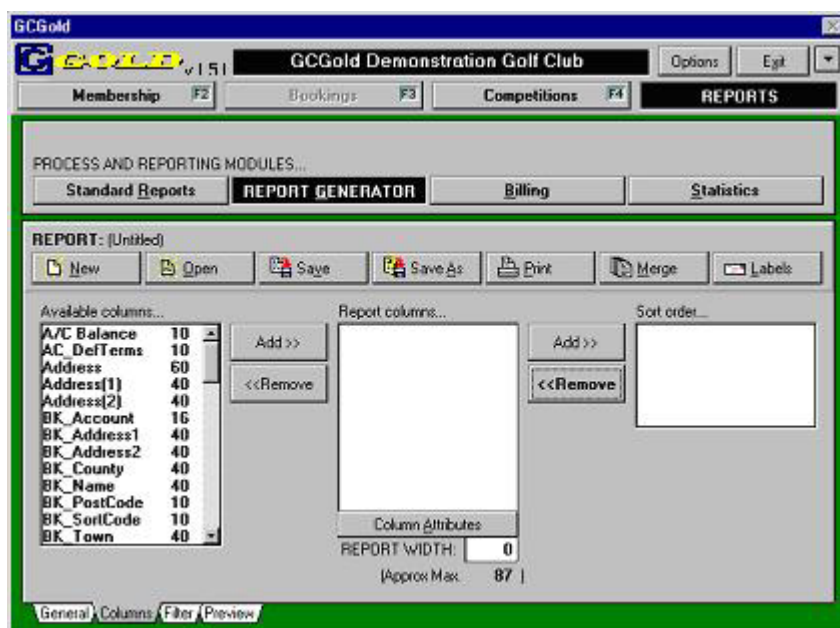 GCGold
v1.51 GCGold Demonstration Golf Club Options Exit
Membership F2 Bookings F3 Competitions F4 REPORTS
PROCESS AND REPORTING MODULES...
Standard Reports REPORT GENERATOR Billing Statistics
REPORT: (Untitled)
New Open Save Save As Print Merge Labels
Available columns... Report columns... Sort order...
A/C Balance 10
AC_DefTerms 10
Address 60
Address(1) 40
Address(2) 40
BK_Account 16
BK_Address1 40
BK_Address2 40
BK_County 40
BK_Name 40
BK_PostCode 10
BK_SortCode 10
BK_Town 40
Add >>
<<Remove
Add >>
<<Remove
Column Attributes
REPORT WIDTH: 0
(Approx Max. 87 )
General Columns Filter Preview